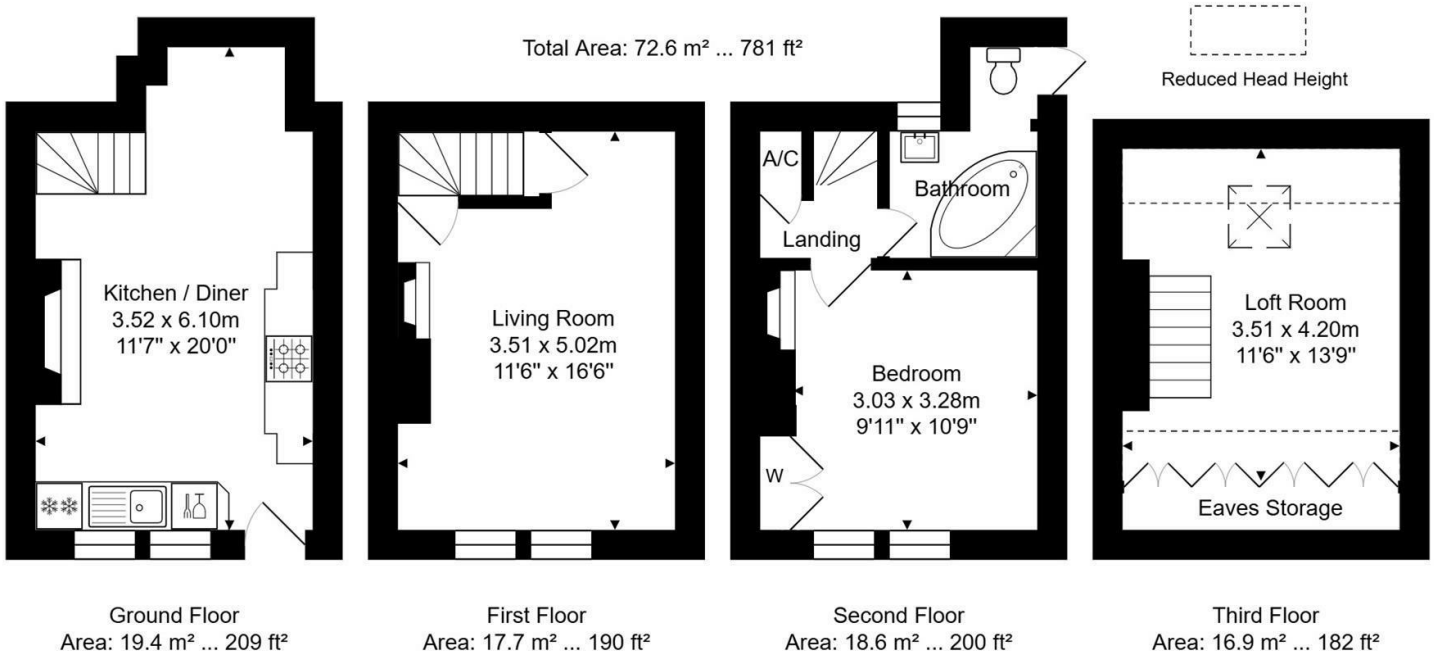 Total Area: 72.6 m² ... 781 ft²
Reduced Head Height
Kitchen / Diner
3.52 x 6.10m
11'7" x 20'0"
Living Room
3.51 x 5.02m
11'6" x 16'6"
A/C
Bathroom
Landing
Bedroom
3.03 x 3.28m
9'11" x 10'9"
W
Loft Room
3.51 x 4.20m
11'6" x 13'9"
Eaves Storage
Ground Floor
Area: 19.4 m² ... 209 ft²
First Floor
Area: 17.7 m² ... 190 ft²
Second Floor
Area: 18.6 m² ... 200 ft²
Third Floor
Area: 16.9 m² ... 182 ft²